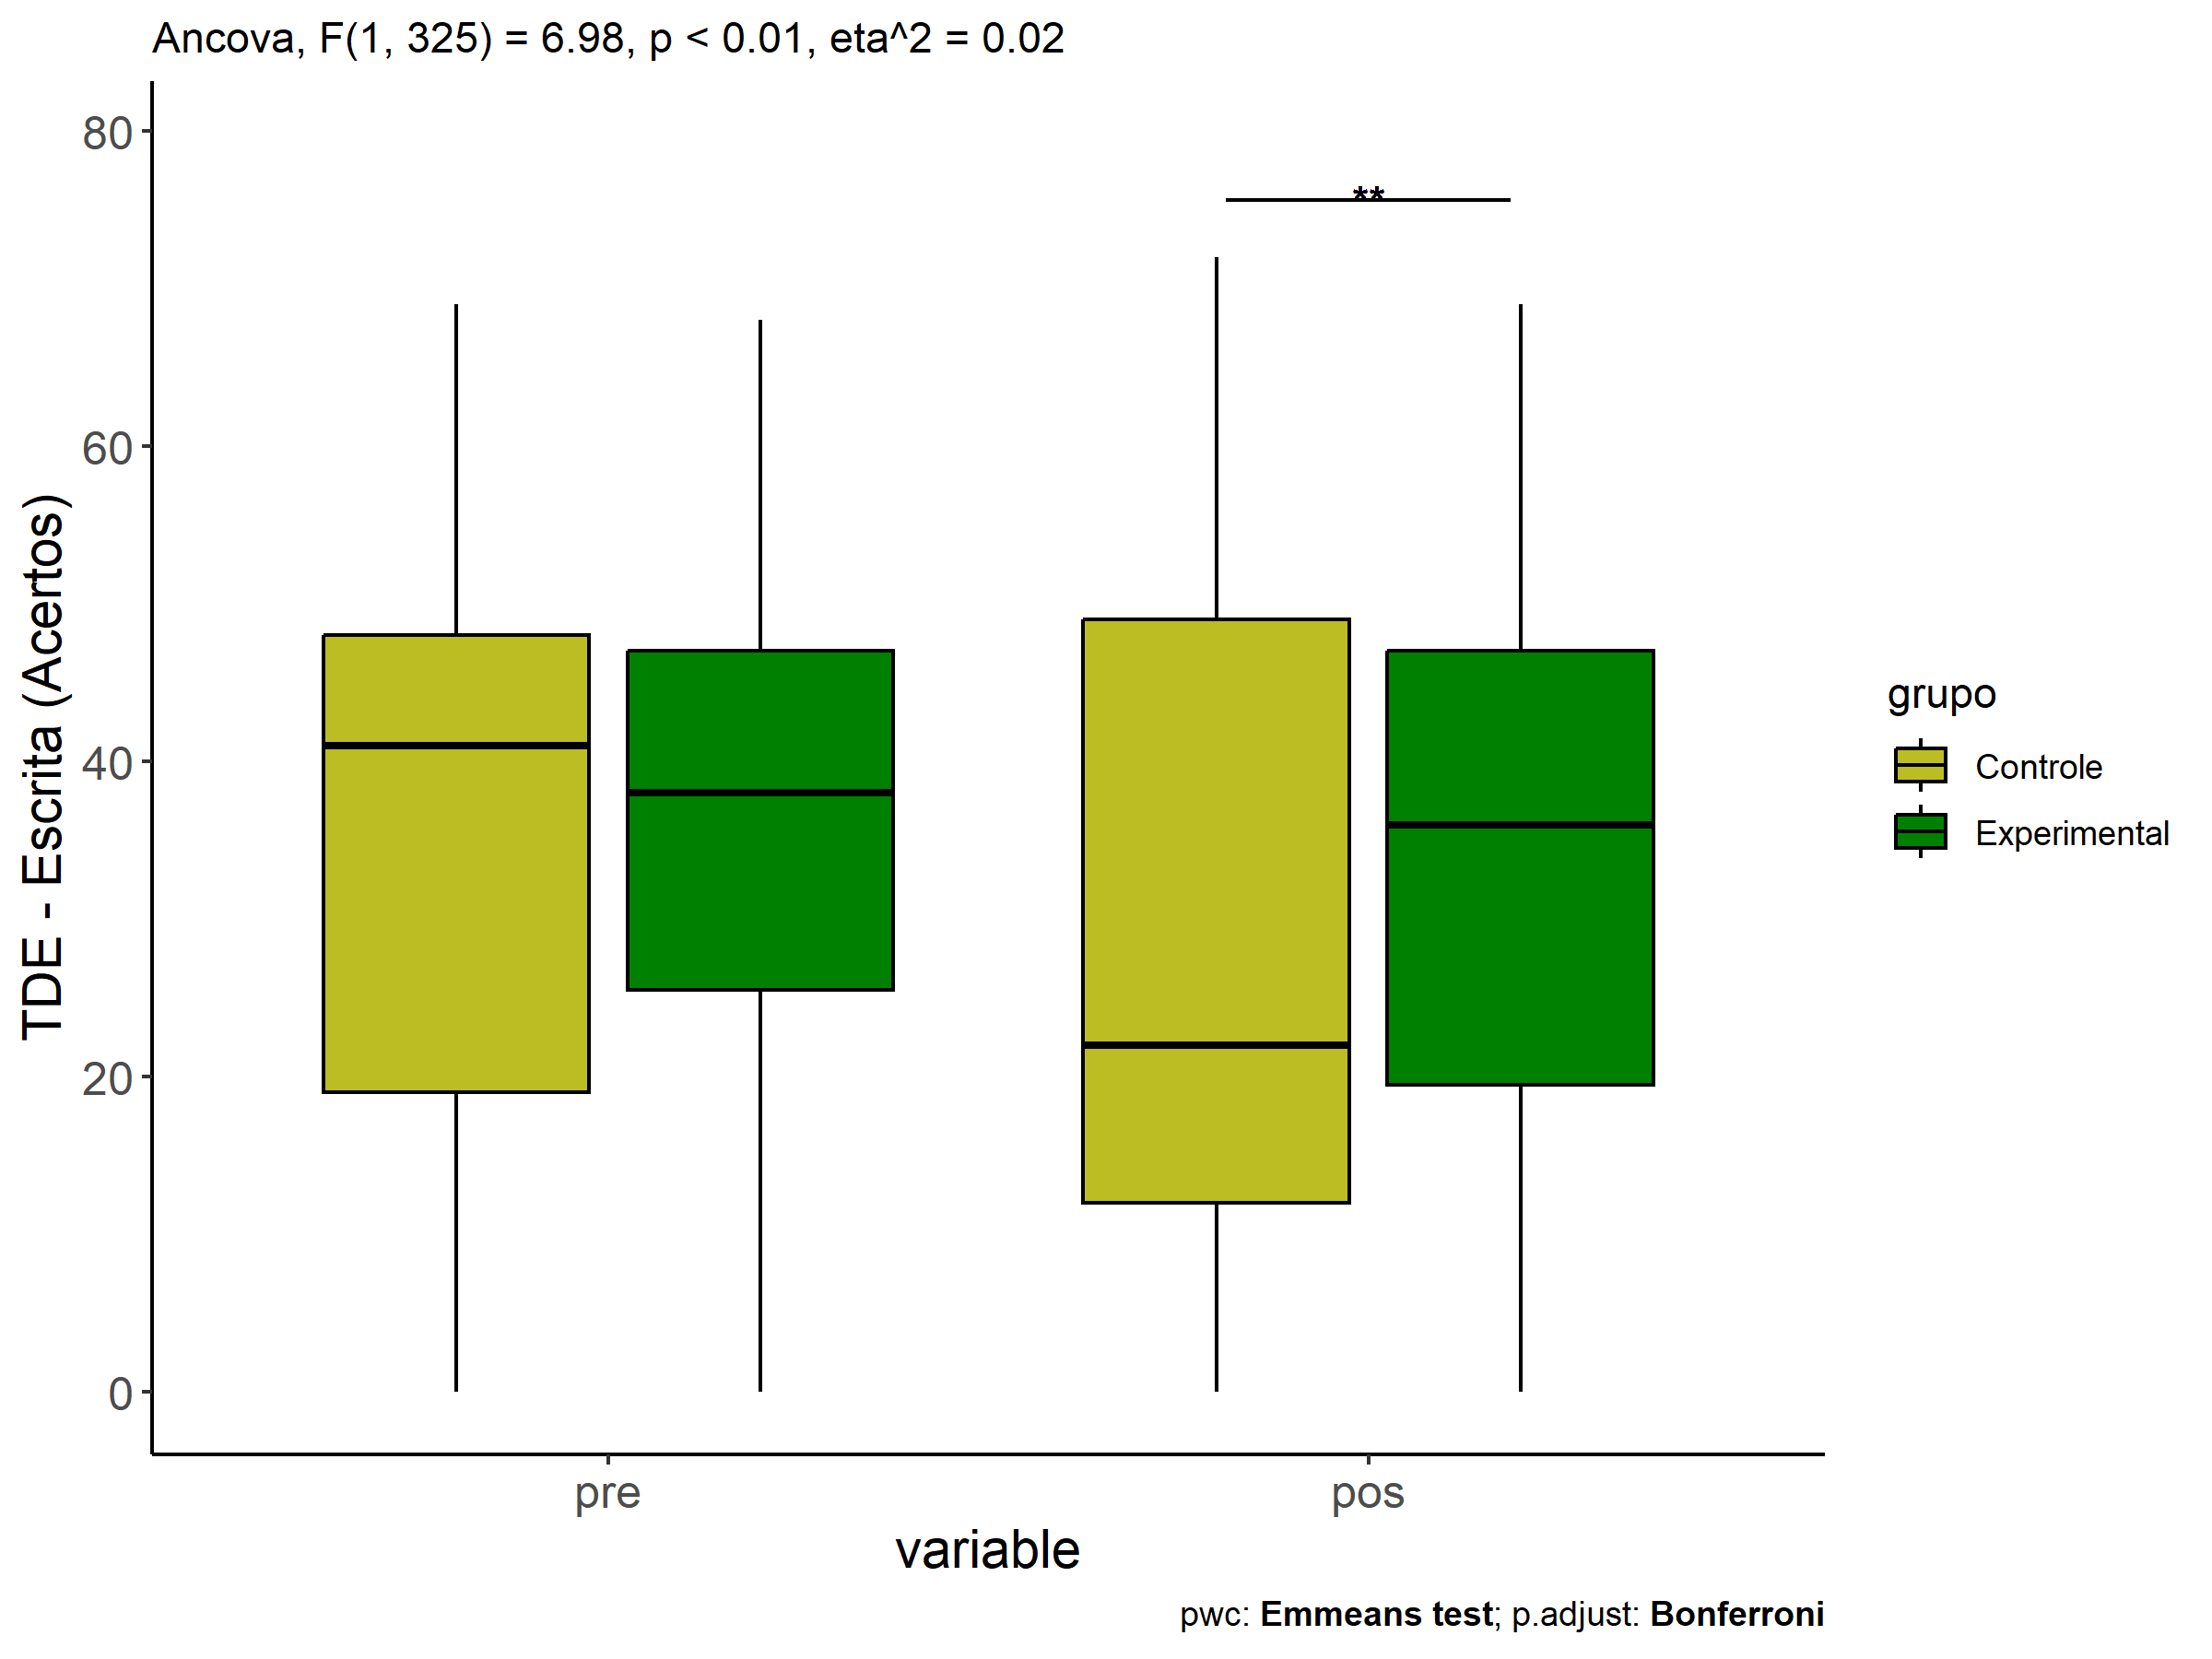 Ancova, F(1, 325) = 6.98, p < 0.01, eta^2 = 0.02
TDE - Escrita (Acertos)
80
60
40
20
0
**
pre
pos
variable
grupo
Controle
Experimental
pwc: Emmeans test; p.adjust: Bonferroni